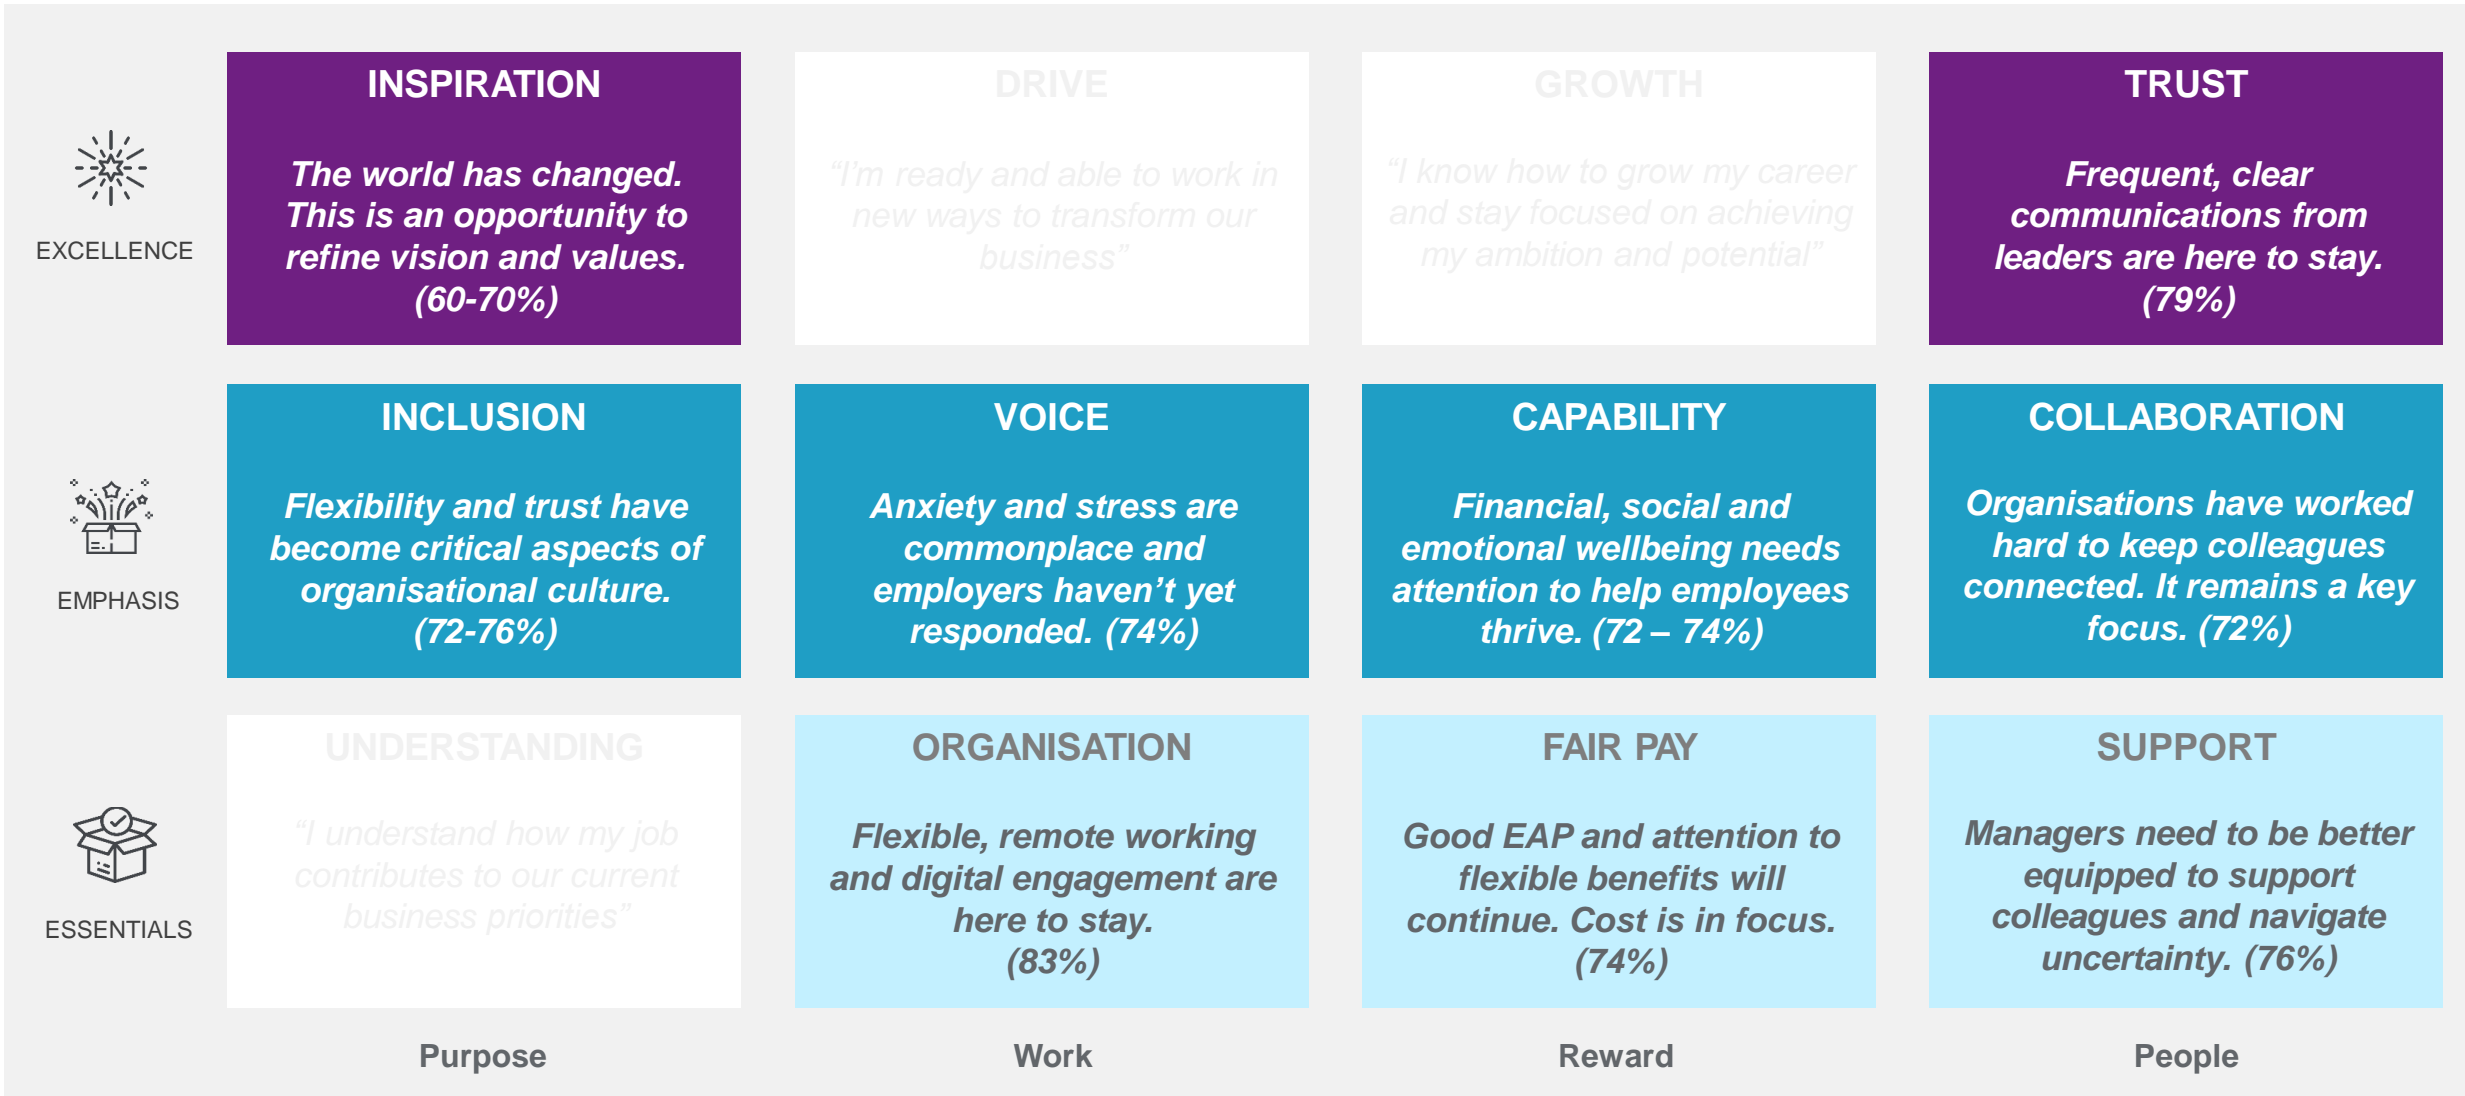 INSPIRATION
The world has changed.
This is an opportunity to
refine vision and values.
(60-70%)
DRIVE
“I’m ready and able to work in
new ways to transform our
business”
GROWTH
“I know how to grow my career
and stay focused on achieving
my ambition and potential”
TRUST
Frequent, clear
communications from
leaders are here to stay.
(79%)
EXCELLENCE
INCLUSION
Flexibility and trust have
become critical aspects of
organisational culture.
(72-76%)
VOICE
Anxiety and stress are
commonplace and
employers haven’t yet
responded. (74%)
CAPABILITY
Financial, social and
emotional wellbeing needs
attention to help employees
thrive. (72 – 74%)
COLLABORATION
Organisations have worked
hard to keep colleagues
connected. It remains a key
focus. (72%)
EMPHASIS
UNDERSTANDING
“I understand how my job
contributes to our current
business priorities”
ORGANISATION
Flexible, remote working
and digital engagement are
here to stay.
(83%)
FAIR PAY
Good EAP and attention to
flexible benefits will
continue. Cost is in focus.
(74%)
SUPPORT
Managers need to be better
equipped to support
colleagues and navigate
uncertainty. (76%)
ESSENTIALS
Purpose
Work
Reward
People